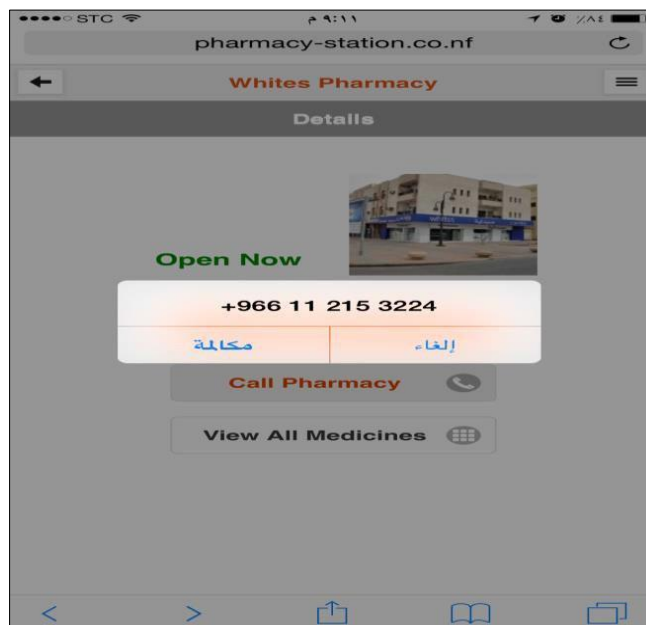 STC ٩:١١ م ٪٨٤
pharmacy-station.co.nf
Whites Pharmacy
Details
Open Now
+966 11 215 3224
مكالمة إلغاء
Call Pharmacy
View All Medicines